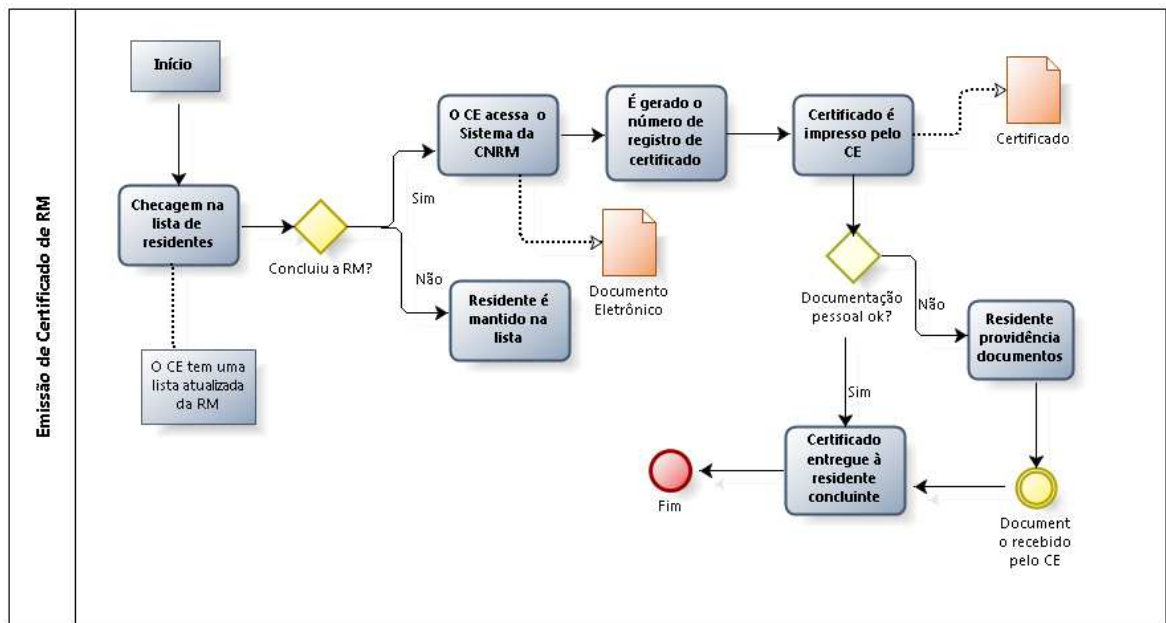 Emissão de Certificado de RM
Início
Checagem na
lista de
residentes
O CE tem uma
lista atualizada
da RM
Concluiu a RM?
Sim
Não
O CE acessa o
Sistema da
CNRM
Documento
Eletrônico
Residente é
mantido na
lista
É gerado o
número de
registro de
certificado
Certificado é
impresso pelo
CE
Certificado
Documentação
pessoal ok?
Não
Sim
Residente
providência
documentos
Document
o recebido
pelo CE
Certificado
entregue à
residente
concluinte
Fim